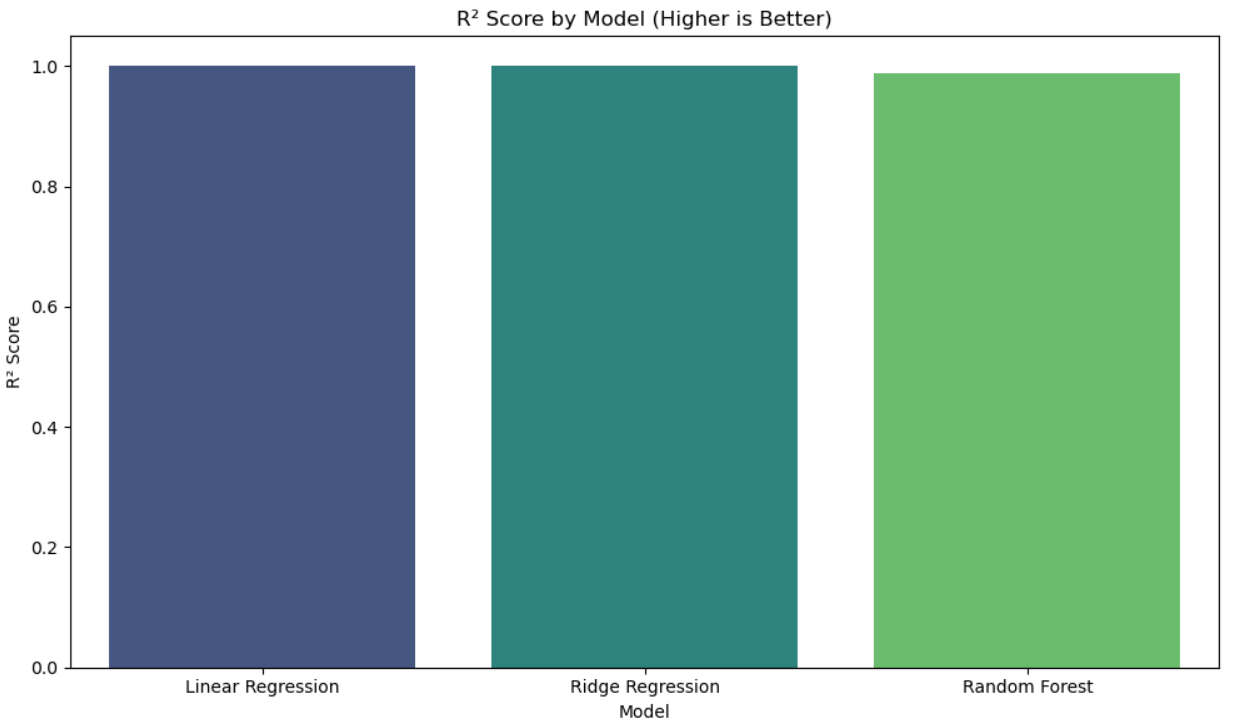 R² Score by Model (Higher is Better)
R² Score
1.0
0.8
0.6
0.4
0.2
0.0
Linear Regression Ridge Regression Random Forest
Model